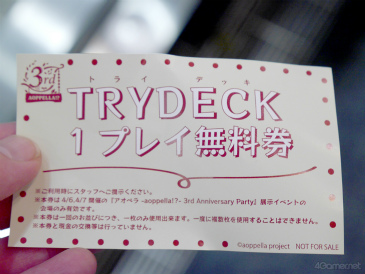 3rd
AOPPELLA!?
トライ デッキ
TRYDECK
1プレイ無料券
※ご利用時にスタッフへご提示ください。
※本券は 4/6,4/7 開催の『アオペラ -aoppella!?- 3rd Anniversary Party』展示イベントの
会場のみ有効です。
※本券は一回のお並びにつき、一枚のみ使用出来ます。一度に複数枚を使用することはできません。
※本券と現金の交換等は行っていません。
©aoppella project NOT FOR SALE
4Gamer.net